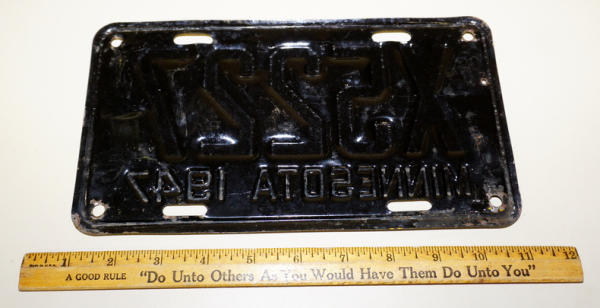 X5227
MINNESOTA 1947
1 2 3 4 5 6 7 8 9 10 11 12
A GOOD RULE "Do Unto Others As You Would Have Them Do Unto You"